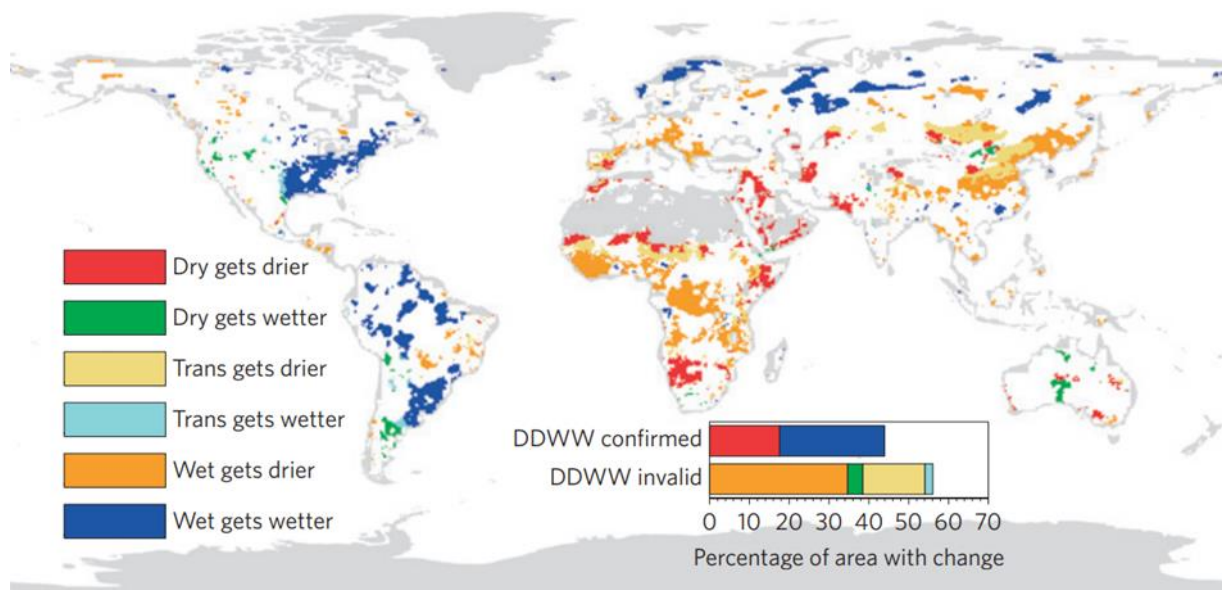 Dry gets drier
Dry gets wetter
Trans gets drier
Trans gets wetter
Wet gets drier
Wet gets wetter
DDWW confirmed
DDWW invalid
0 10 20 30 40 50 60 70
Percentage of area with change